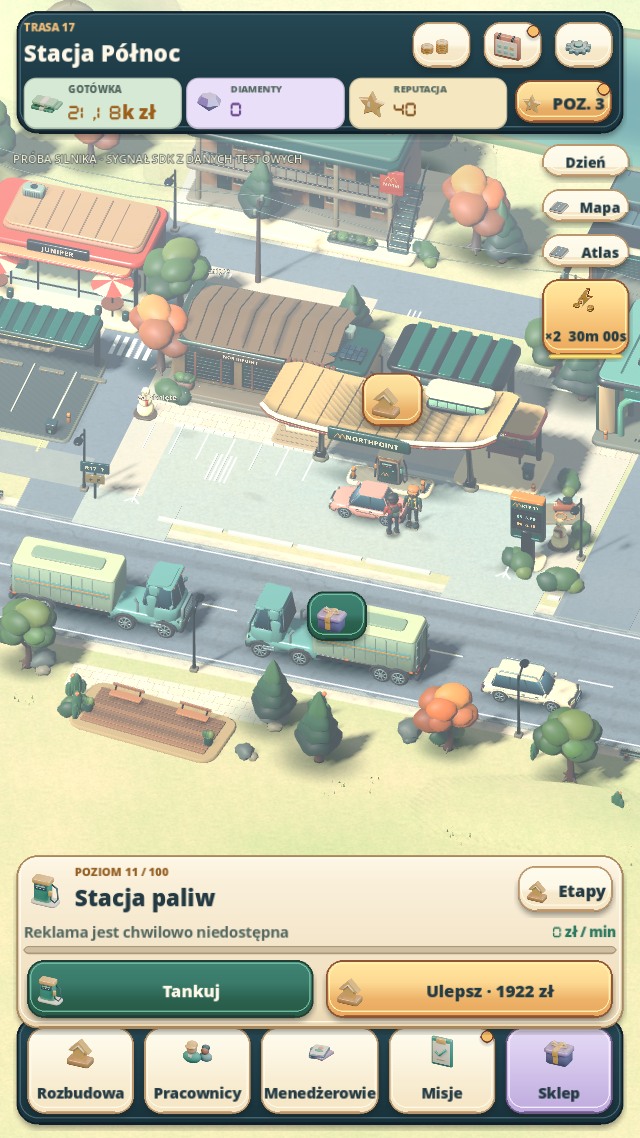 TRASA 17
Stacja Północ
GOTÓWKA
DIAMENTY
0
REPUTACJA
40
POZ. 3
PRÓBA SILNIKA · SYGNAŁ SDK Z DANYCH TESTOWYCH
Dzień
Mapa
Atlas
×2 30m 00s
JUNIPER
NORTHPOINT
NORTHPOINT
POZIOM 11 / 100
Stacja paliw
Etapy
Reklama jest chwilowo niedostępna
0 zł / min
Tankuj
Ulepsz · 1922 zł
Rozbudowa
Pracownicy
Menedżerowie
Misje
Sklep